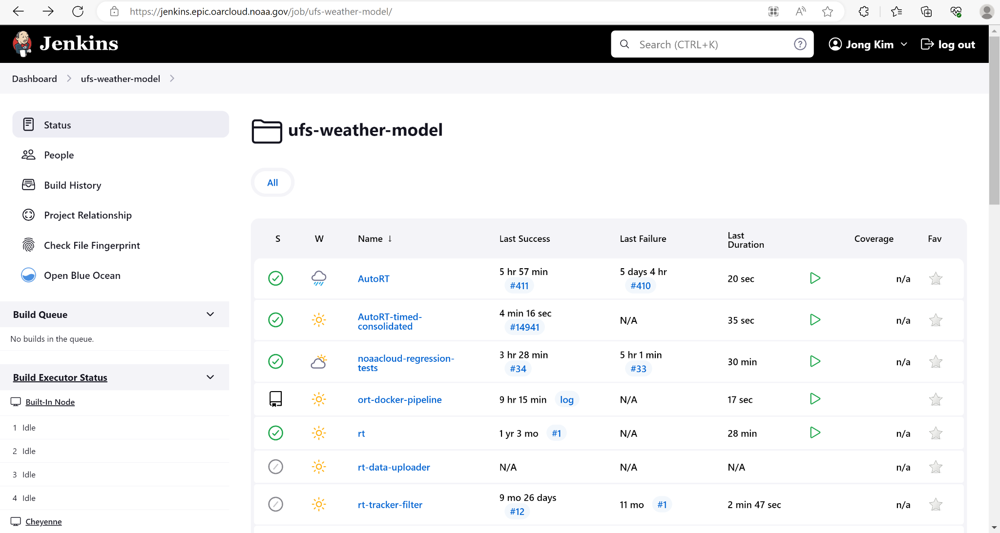 https://jenkins.epic.oarcloud.noaa.gov/job/ufs-weather-model/
Jenkins
Search (CTRL+K)
Jong Kim
log out
Dashboard
ufs-weather-model
Status
People
Build History
Project Relationship
Check File Fingerprint
Open Blue Ocean
Build Queue
No builds in the queue.
Build Executor Status
Built-In Node
1 Idle
2 Idle
3 Idle
4 Idle
Cheyenne
ufs-weather-model
All
S W Name ↓ Last Success Last Failure Last Duration Coverage Fav
AutoRT 5 hr 57 min #411 5 days 4 hr #410 20 sec n/a
AutoRT-timed-consolidated 4 min 16 sec #14941 N/A 35 sec n/a
noaacloud-regression-tests 3 hr 28 min #34 5 hr 1 min #33 30 min n/a
ort-docker-pipeline 9 hr 15 min log N/A 17 sec
rt 1 yr 3 mo #1 N/A 28 min n/a
rt-data-uploader N/A N/A N/A n/a
rt-tracker-filter 9 mo 26 days #12 11 mo #1 2 min 47 sec n/a